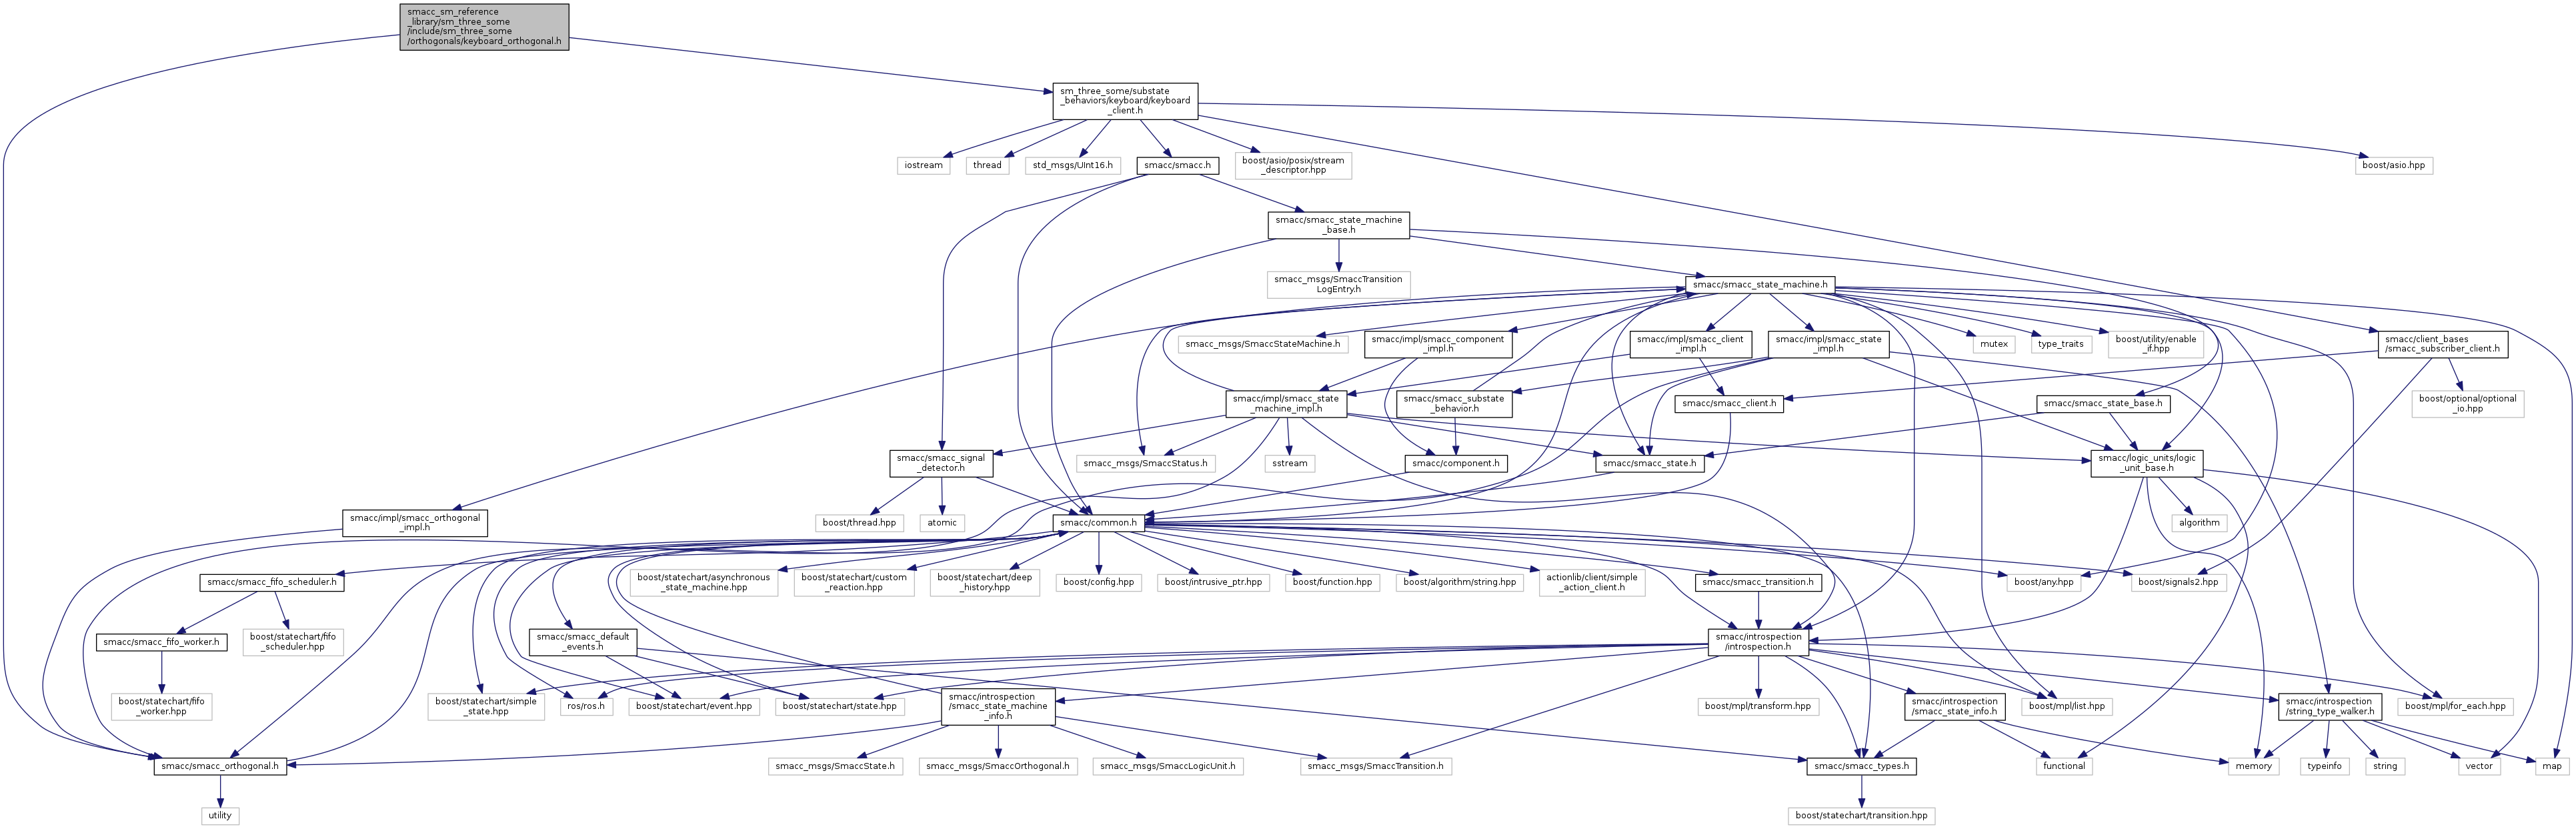 smacc_sm_reference
_library/sm_three_some
/include/sm_three_some
/orthogonals/keyboard_orthogonal.h
sm_three_some/substate
_behaviors/keyboard/keyboard
_client.h
iostream
thread
std_msgs/UInt16.h
smacc/smacc.h
boost/asio/posix/stream
_descriptor.hpp
boost/asio.hpp
smacc/smacc_state_machine
_base.h
smacc_msgs/SmaccTransition
LogEntry.h
smacc/smacc_state_machine.h
smacc_msgs/SmaccStateMachine.h
smacc/impl/smacc_component
_impl.h
smacc/impl/smacc_client
_impl.h
smacc/impl/smacc_state
_impl.h
mutex
type_traits
boost/utility/enable
_if.hpp
smacc/client_bases
/smacc_subscriber_client.h
smacc/impl/smacc_state
_machine_impl.h
smacc/smacc_substate
_behavior.h
smacc/smacc_client.h
smacc/smacc_state_base.h
boost/optional/optional
_io.hpp
smacc/smacc_signal
_detector.h
smacc_msgs/SmaccStatus.h
sstream
smacc/component.h
smacc/smacc_state.h
smacc/logic_units/logic
_unit_base.h
smacc/impl/smacc_orthogonal
_impl.h
boost/thread.hpp
atomic
smacc/common.h
algorithm
smacc/smacc_fifo_scheduler.h
boost/statechart/asynchronous
_state_machine.hpp
boost/statechart/custom
_reaction.hpp
boost/statechart/deep
_history.hpp
boost/config.hpp
boost/intrusive_ptr.hpp
boost/function.hpp
boost/algorithm/string.hpp
actionlib/client/simple
_action_client.h
smacc/smacc_transition.h
boost/any.hpp
boost/signals2.hpp
smacc/smacc_fifo_worker.h
boost/statechart/fifo
_scheduler.hpp
smacc/smacc_default
_events.h
smacc/introspection
/introspection.h
boost/statechart/fifo
_worker.hpp
boost/statechart/simple
_state.hpp
ros/ros.h
boost/statechart/event.hpp
boost/statechart/state.hpp
smacc/introspection
/smacc_state_machine
_info.h
boost/mpl/transform.hpp
smacc/introspection
/smacc_state_info.h
boost/mpl/list.hpp
smacc/introspection
/string_type_walker.h
boost/mpl/for_each.hpp
smacc/smacc_orthogonal.h
smacc_msgs/SmaccState.h
smacc_msgs/SmaccOrthogonal.h
smacc_msgs/SmaccLogicUnit.h
smacc_msgs/SmaccTransition.h
smacc/smacc_types.h
functional
memory
typeinfo
string
vector
map
utility
boost/statechart/transition.hpp